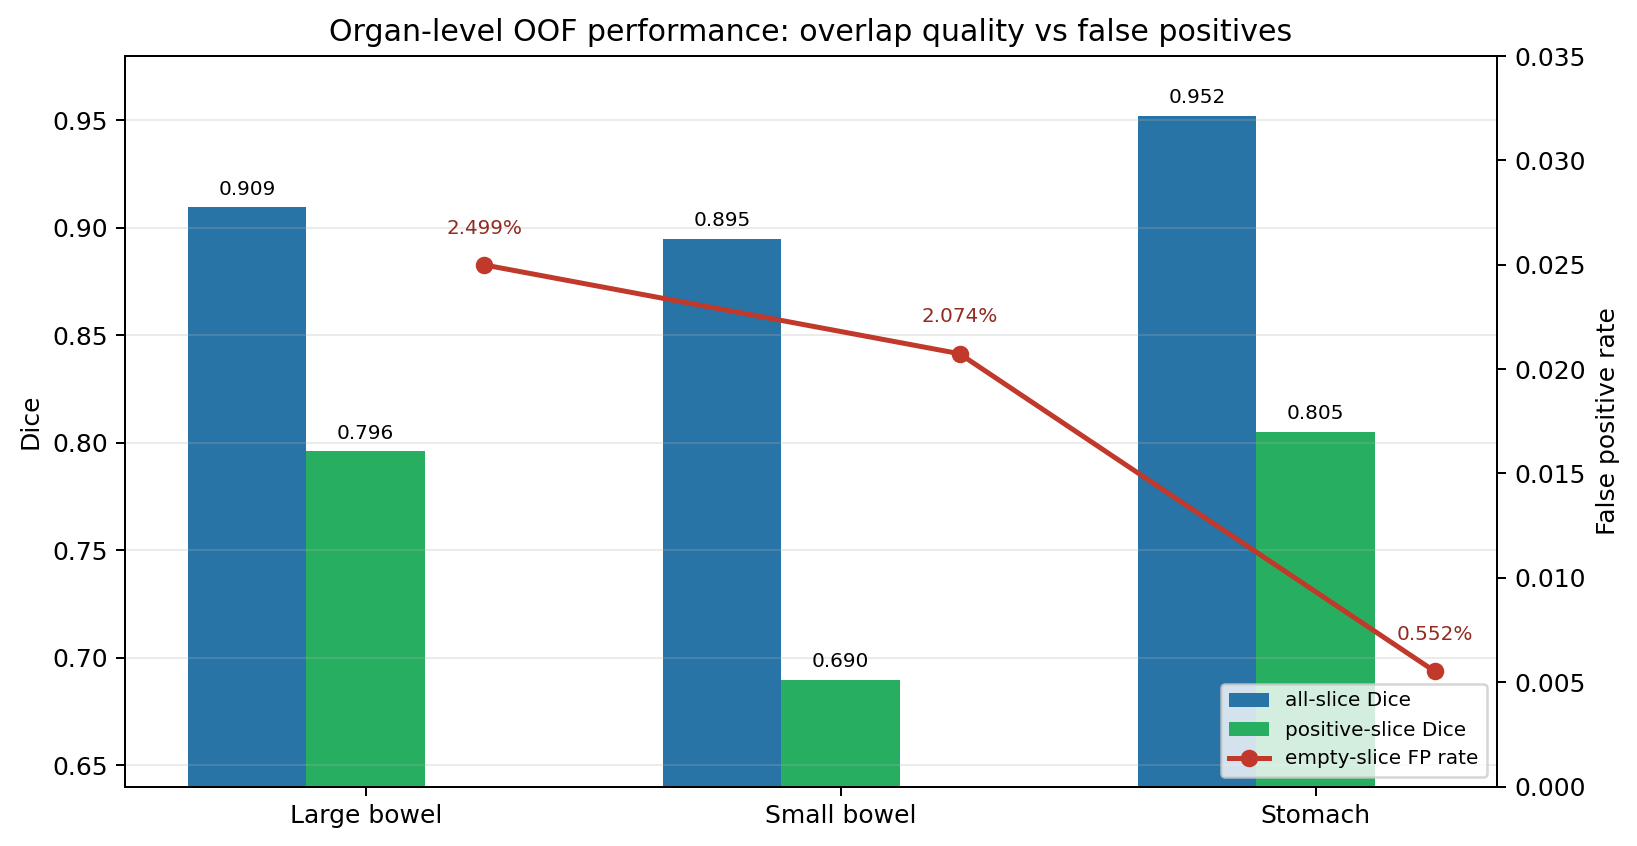 Organ-level OOF performance: overlap quality vs false positives
Dice
0.95
0.90
0.85
0.80
0.75
0.70
0.65
0.909
0.796
2.499%
0.895
0.690
2.074%
0.952
0.805
0.552%
0.035
0.030
0.025
0.020
0.015
0.010
0.005
0.000
False positive rate
all-slice Dice
positive-slice Dice
empty-slice FP rate
Large bowel
Small bowel
Stomach